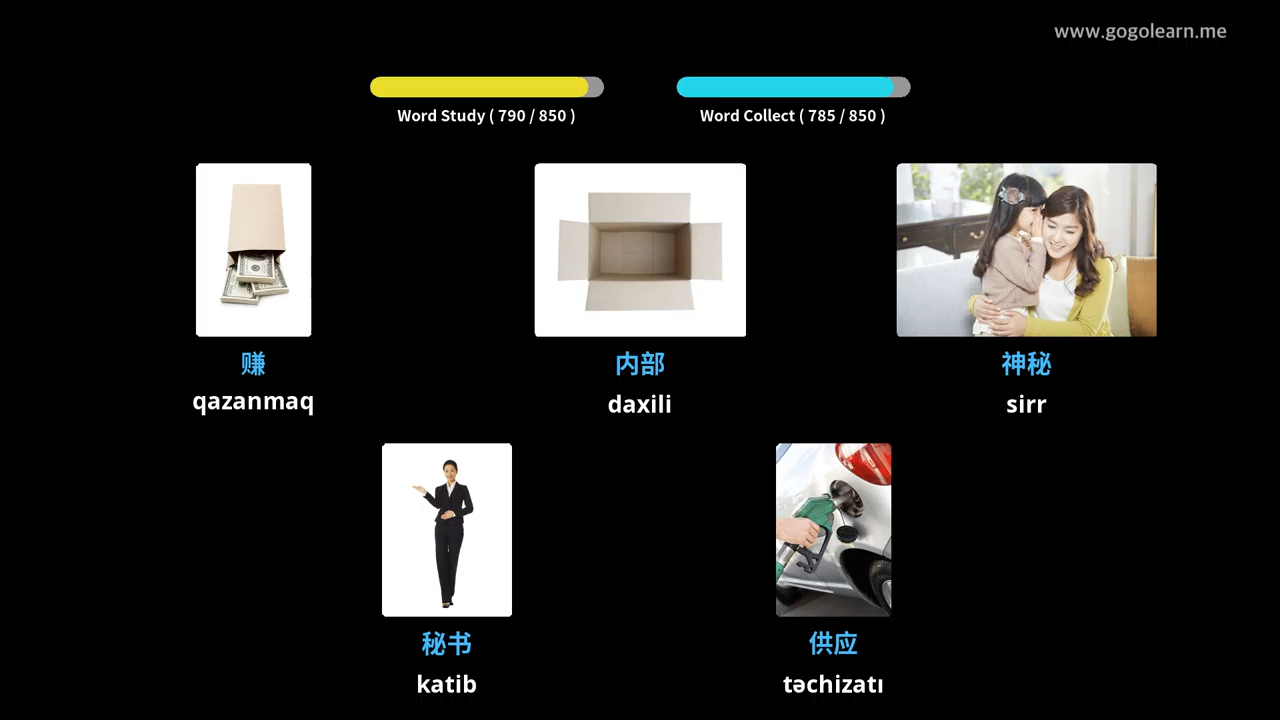 www.gogolearn.me
Word Study ( 790 / 850 )
Word Collect ( 785 / 850 )
赚
qazanmaq
内部
daxili
神秘
sirr
秘书
katib
供应
təchizatı